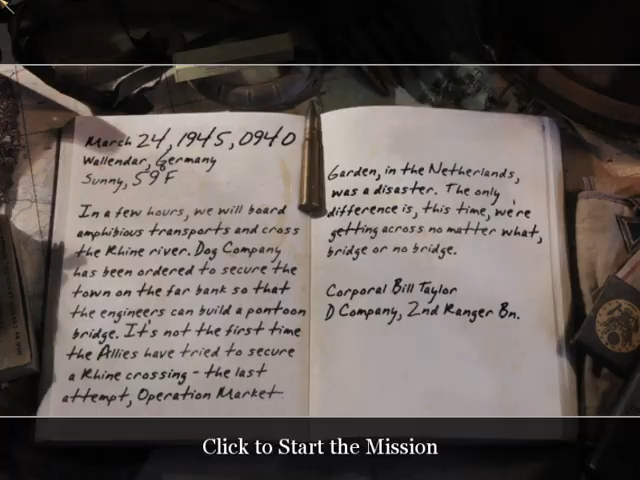 March 24, 1945, 0940
Wallendar, Germany
Sunny, 59F
In a few hours, we will board
amphibious transports and cross
the Rhine river. Dog Company
has been ordered to secure the
town on the far bank so that
the engineers can build a pontoon
bridge. It's not the first time
the Allies have tried to secure
a Rhine crossing - the last
attempt, Operation Market
Garden, in the Netherlands,
was a disaster. The only
difference is, this time, we're
getting across no matter what,
bridge or no bridge.
Corporal Bill Taylor
D Company, 2nd Ranger Bn.
Click to Start the Mission